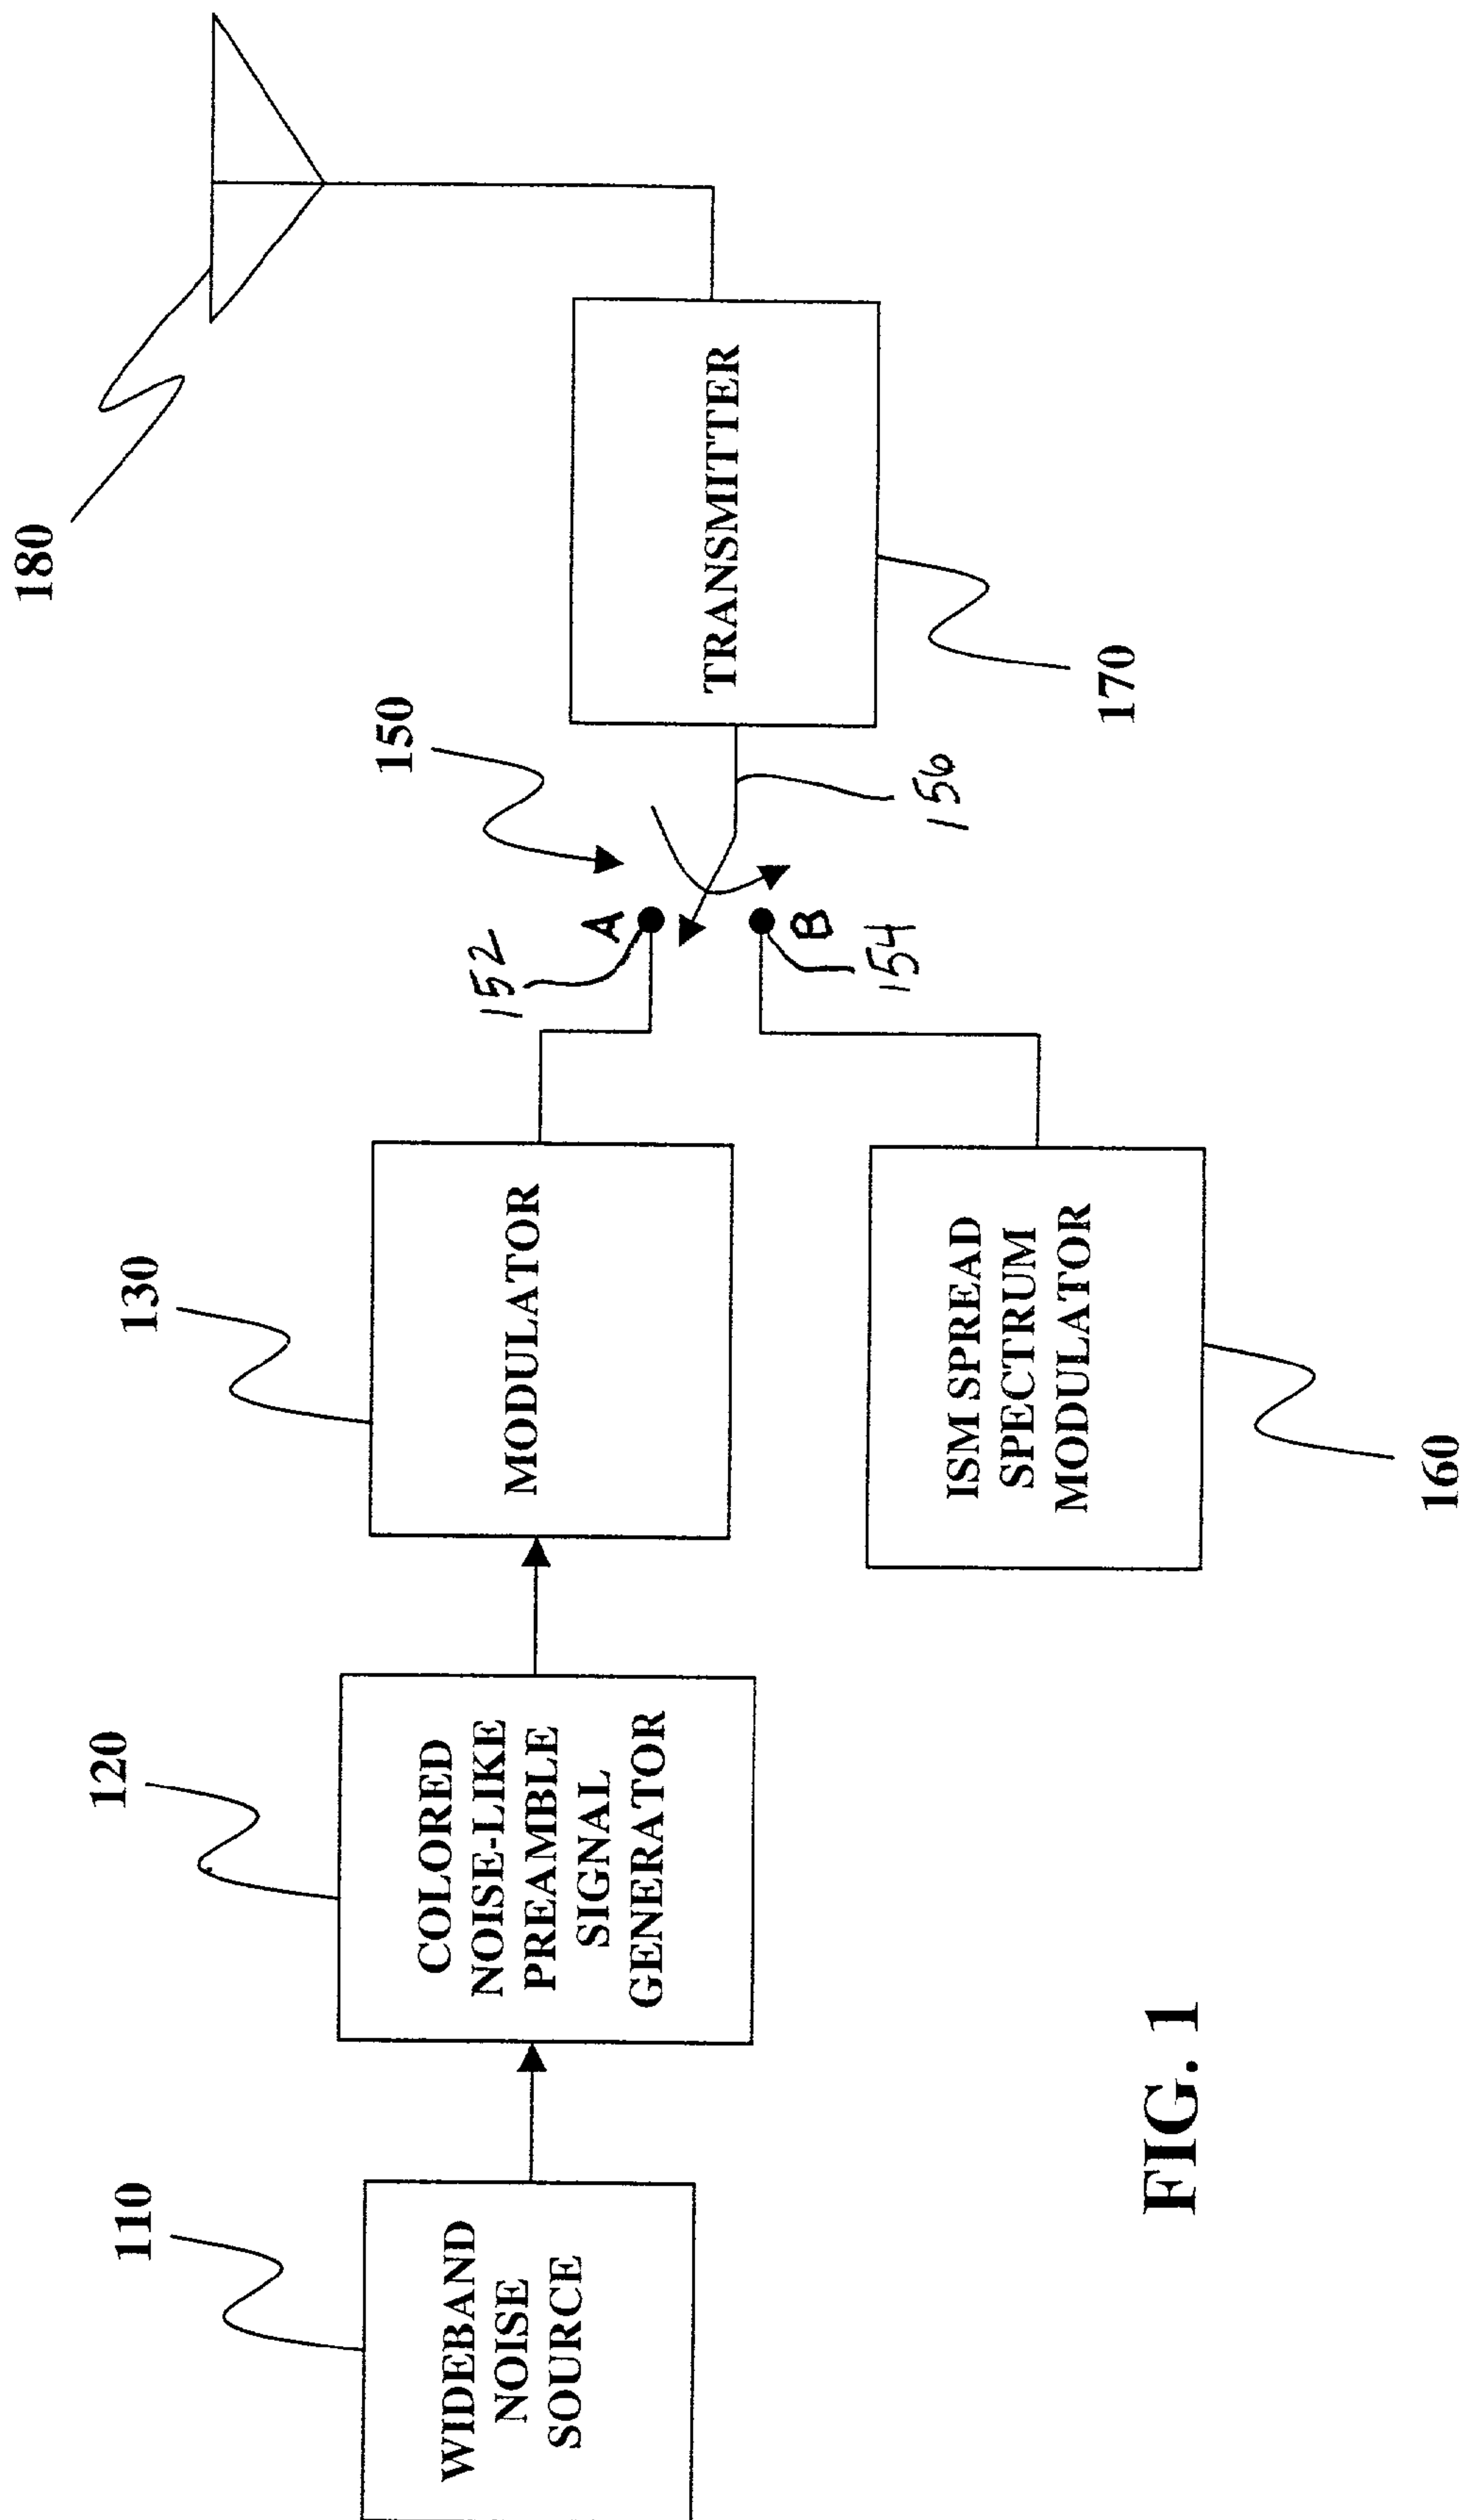 180
150
TRANSMITTER
170
156
A
152
B
154
130
MODULATOR
ISM SPREAD
SPECTRUM
MODULATOR
160
120
COLORED
NOISE-LIKE
PREAMBLE
SIGNAL
GENERATOR
110
WIDEBAND
NOISE
SOURCE
FIG. 1